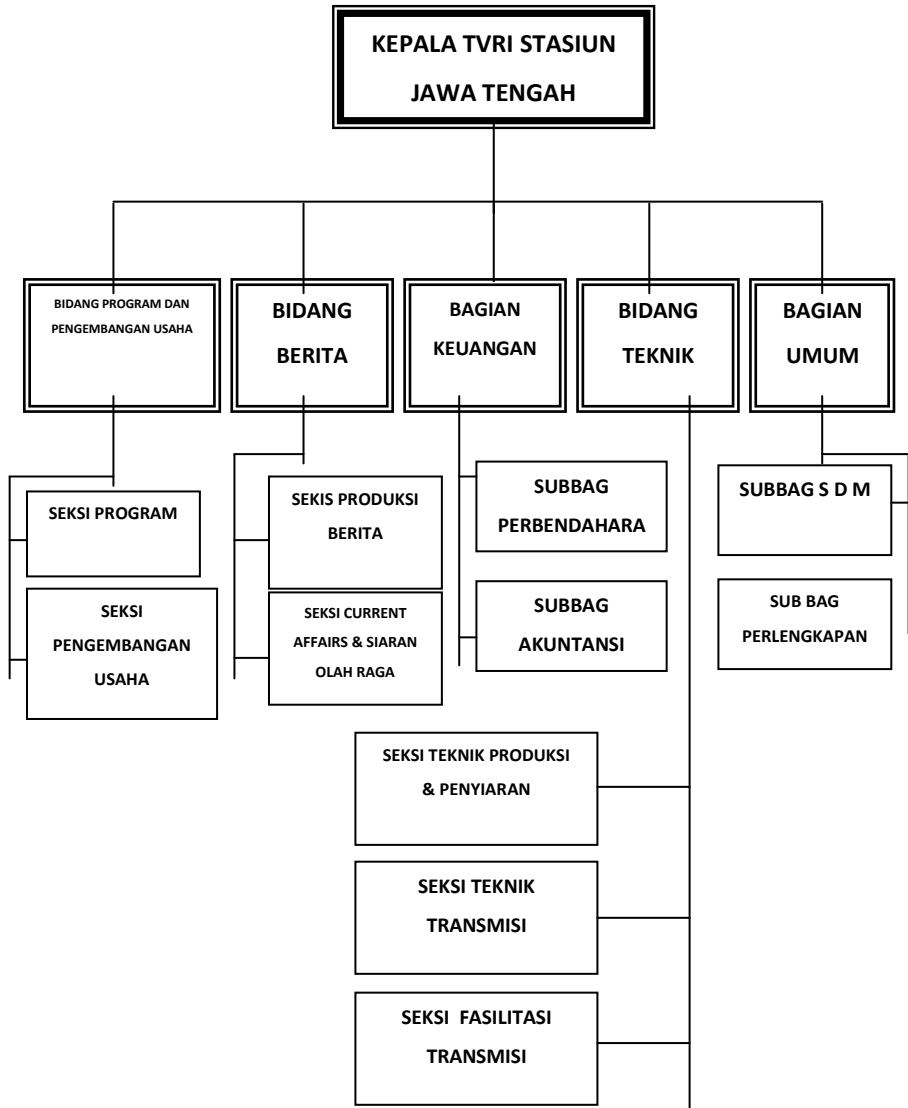 KEPALA TVRI STASIUN
JAWA TENGAH
BIDANG PROGRAM DAN
PENGEMBANGAN USAHA
BIDANG
BERITA
BAGIAN
KEUANGAN
BIDANG
TEKNIK
BAGIAN
UMUM
SEKSI PROGRAM
SEKSI
PENGEMBANGAN
USAHA
SEKIS PRODUKSI
BERITA
SEKSI CURRENT
AFFAIRS & SIARAN
OLAH RAGA
SUBBAG
PERBENDAHARA
SUBBAG
AKUNTANSI
SUBBAG S D M
SUB BAG
PERLENGKAPAN
SEKSI TEKNIK PRODUKSI
& PENYIARAN
SEKSI TEKNIK
TRANSMISI
SEKSI FASILITASI
TRANSMISI